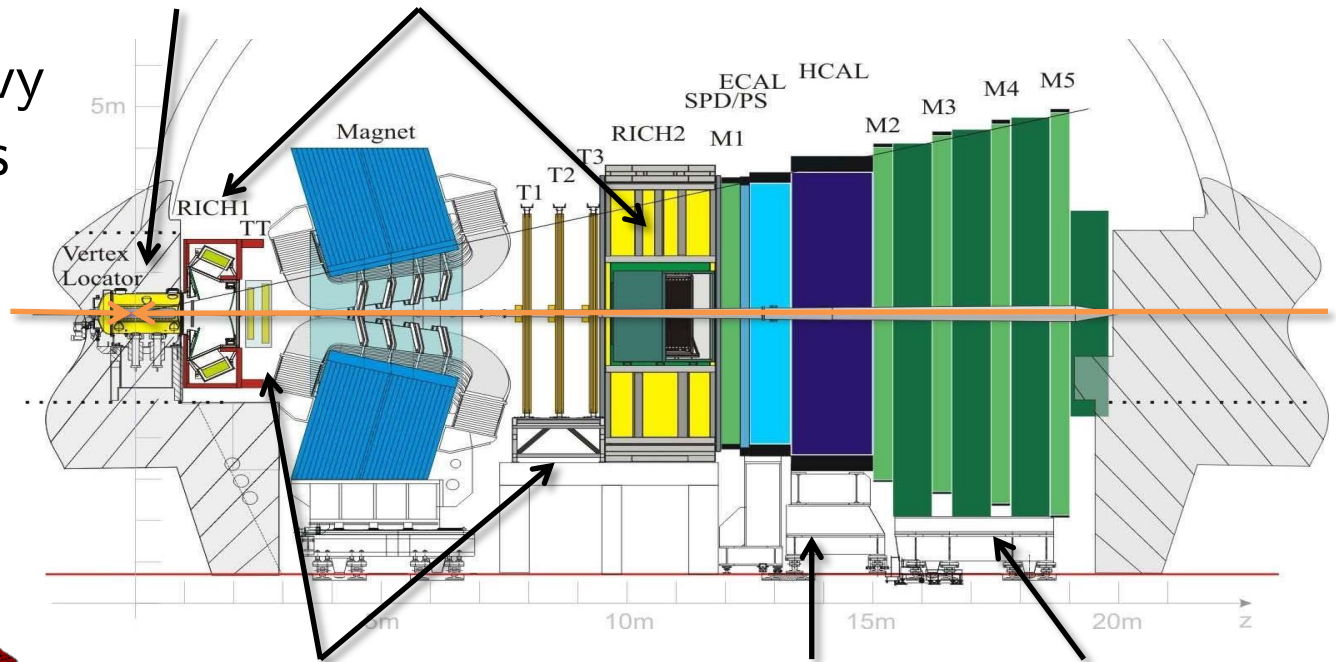 vy
s
5m
Magnet
RICH1
TT
Vertex
Locator
T1
T2
T3
RICH2
SPD/PS
ECAL
HCAL
M1
M2
M3
M4
M5
10m
15m
20m
z